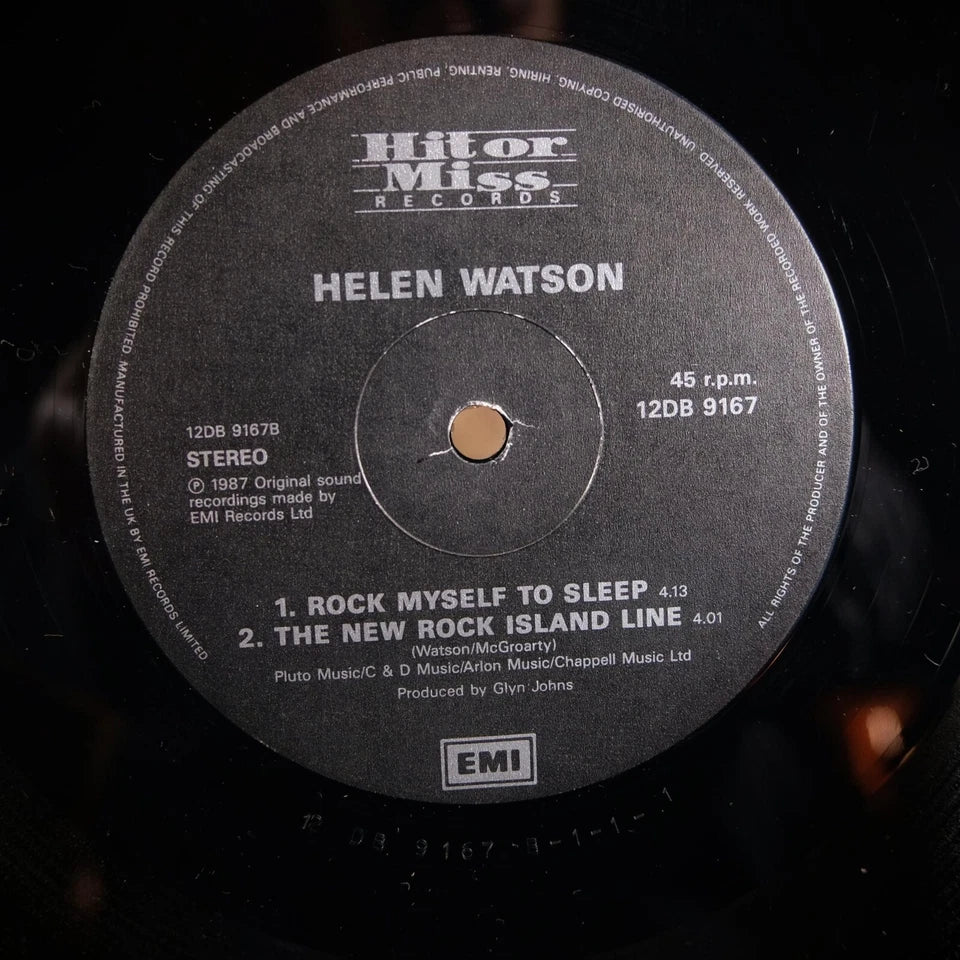 Hit or
Miss
RECORDS
HELEN WATSON
45 r.p.m.
12DB 9167
12DB 9167B
STEREO
℗ 1987 Original sound
recordings made by
EMI Records Ltd
1. ROCK MYSELF TO SLEEP 4.13
2. THE NEW ROCK ISLAND LINE 4.01
(Watson/McGroarty)
Pluto Music/C & D Music/Arlon Music/Chappell Music Ltd
Produced by Glyn Johns
EMI
ALL RIGHTS OF THE PRODUCER AND OF THE OWNER OF THE RECORDED WORK RESERVED. UNAUTHORISED COPYING, HIRING, RENTING, PUBLIC PERFORMANCE AND BROADCASTING OF THIS RECORD PROHIBITED. MANUFACTURED IN THE UK BY EMI RECORDS LIMITED
12 DB 9167 B-1-1-1